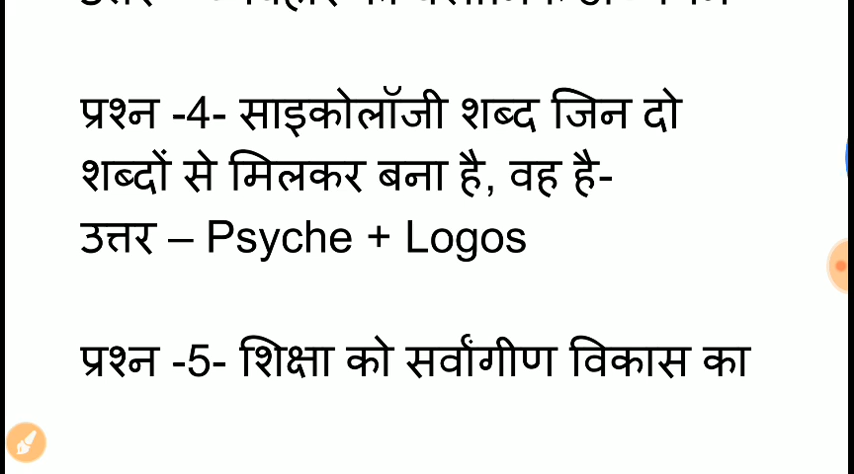 प्रश्न -4- साइकोलॉजी शब्द जिन दो
शब्दों से मिलकर बना है, वह है-
उत्तर – Psyche + Logos
प्रश्न -5- शिक्षा को सर्वांगीण विकास का